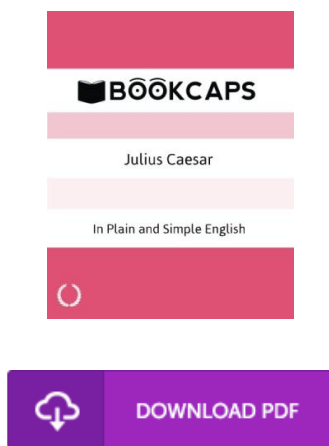 BOOKCAPS
Julius Caesar
In Plain and Simple English
DOWNLOAD PDF